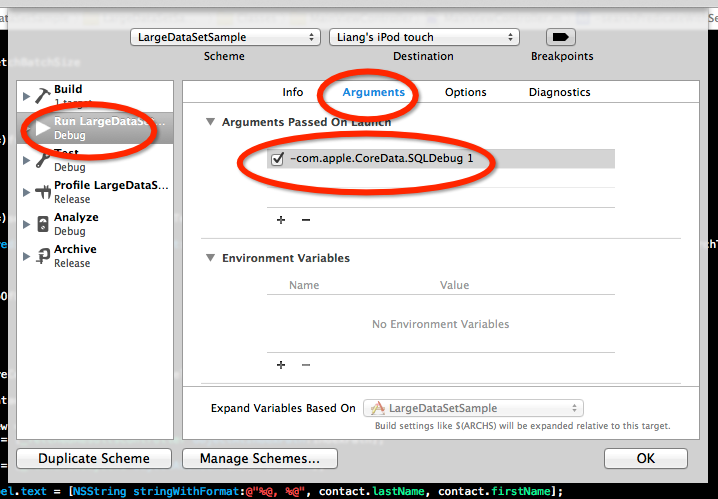 LargeDataSetSample
Liang's iPod touch
Scheme
Destination
Breakpoints
Build
1 target
Run LargeDataS...
Debug
Test
Debug
Profile LargeDataS...
Release
Analyze
Debug
Archive
Release
Info
Arguments
Options
Diagnostics
Arguments Passed On Launch
-com.apple.CoreData.SQLDebug 1
Environment Variables
Name
Value
No Environment Variables
Expand Variables Based On
LargeDataSetSample
Build settings like $(ARCHS) will be expanded relative to this target.
Duplicate Scheme
Manage Schemes...
OK
el.text = [NSString stringWithFormat:@"%@, %@", contact.lastName, contact.firstName];